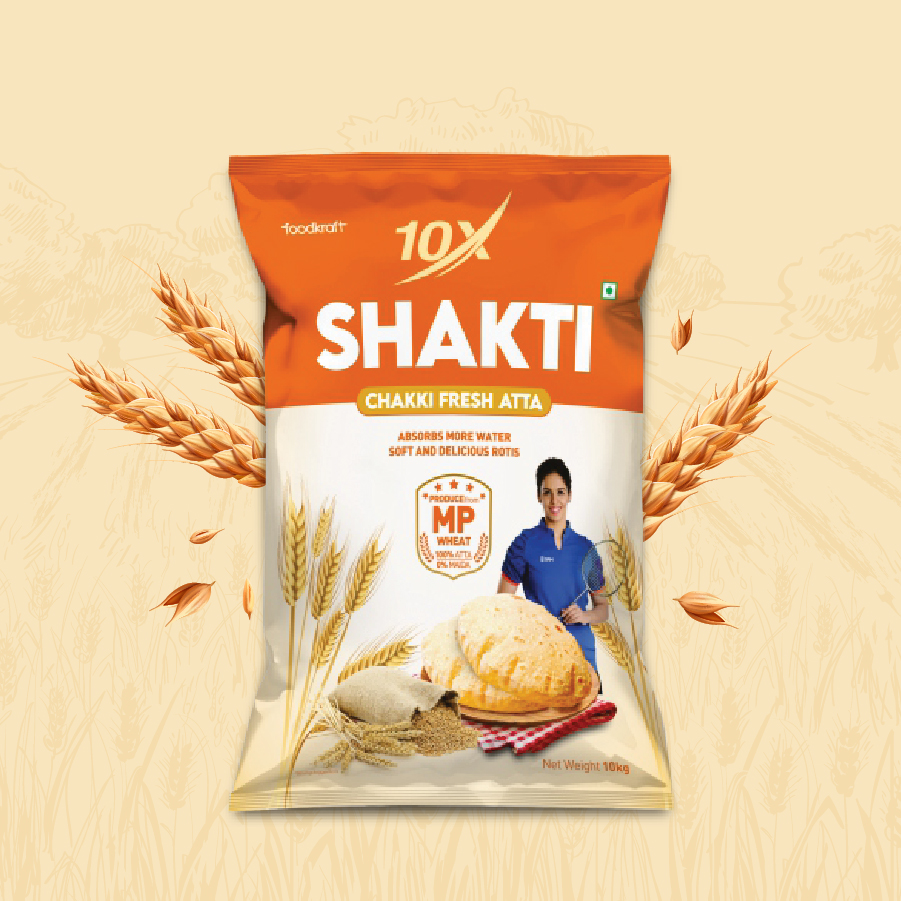 foodkraft
10X
SHAKTI
CHAKKI FRESH ATTA
ABSORBS MORE WATER
SOFT AND DELICIOUS ROTIS
PRODUCE from
MP
WHEAT
100% ATTA
0% MAIDA
Net Weight 10kg